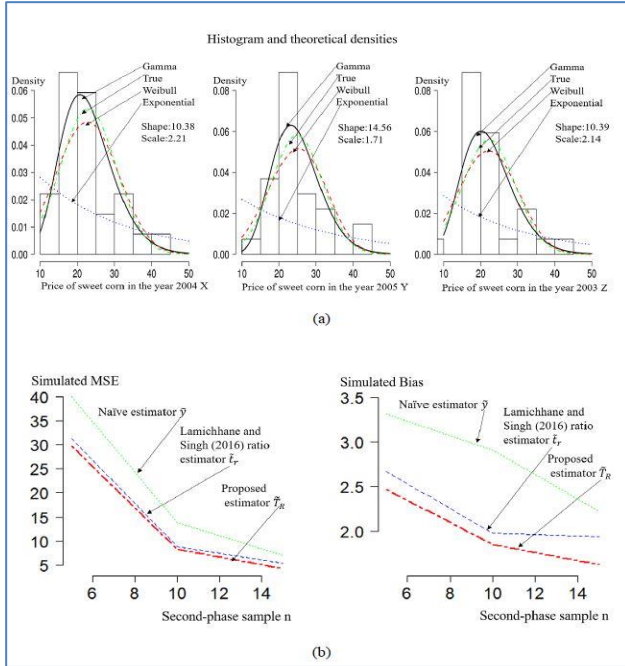 Histogram and theoretical densities
Density
Gamma
True
Weibull
Exponential
Shape:10.38
Scale:2.21
0.06
0.05
0.04
0.03
0.02
0.01
0.00
10 20 30 40 50
Price of sweet corn in the year 2004 X
Density
Gamma
True
Weibull
Exponential
Shape:14.56
Scale:1.71
0.08
0.06
0.04
0.02
0.00
10 20 30 40 50
Price of sweet corn in the year 2005 Y
Density
Gamma
True
Weibull
Exponential
Shape:10.39
Scale:2.14
0.08
0.06
0.04
0.02
0.00
10 20 30 40 50
Price of sweet corn in the year 2003 Z
(a)
Simulated MSE
40
35
30
25
20
15
10
5
Naïve estimator ȳ
Lamichhane and
Singh (2016) ratio
estimator t̄r
Proposed
estimator T̄R
6 8 10 12 14
Second-phase sample n
Simulated Bias
3.5
3.0
2.5
2.0
Naïve estimator ȳ
Lamichhane and
Singh (2016) ratio
estimator t̄r
Proposed
estimator T̄R
6 8 10 12 14
Second-phase sample n
(b)